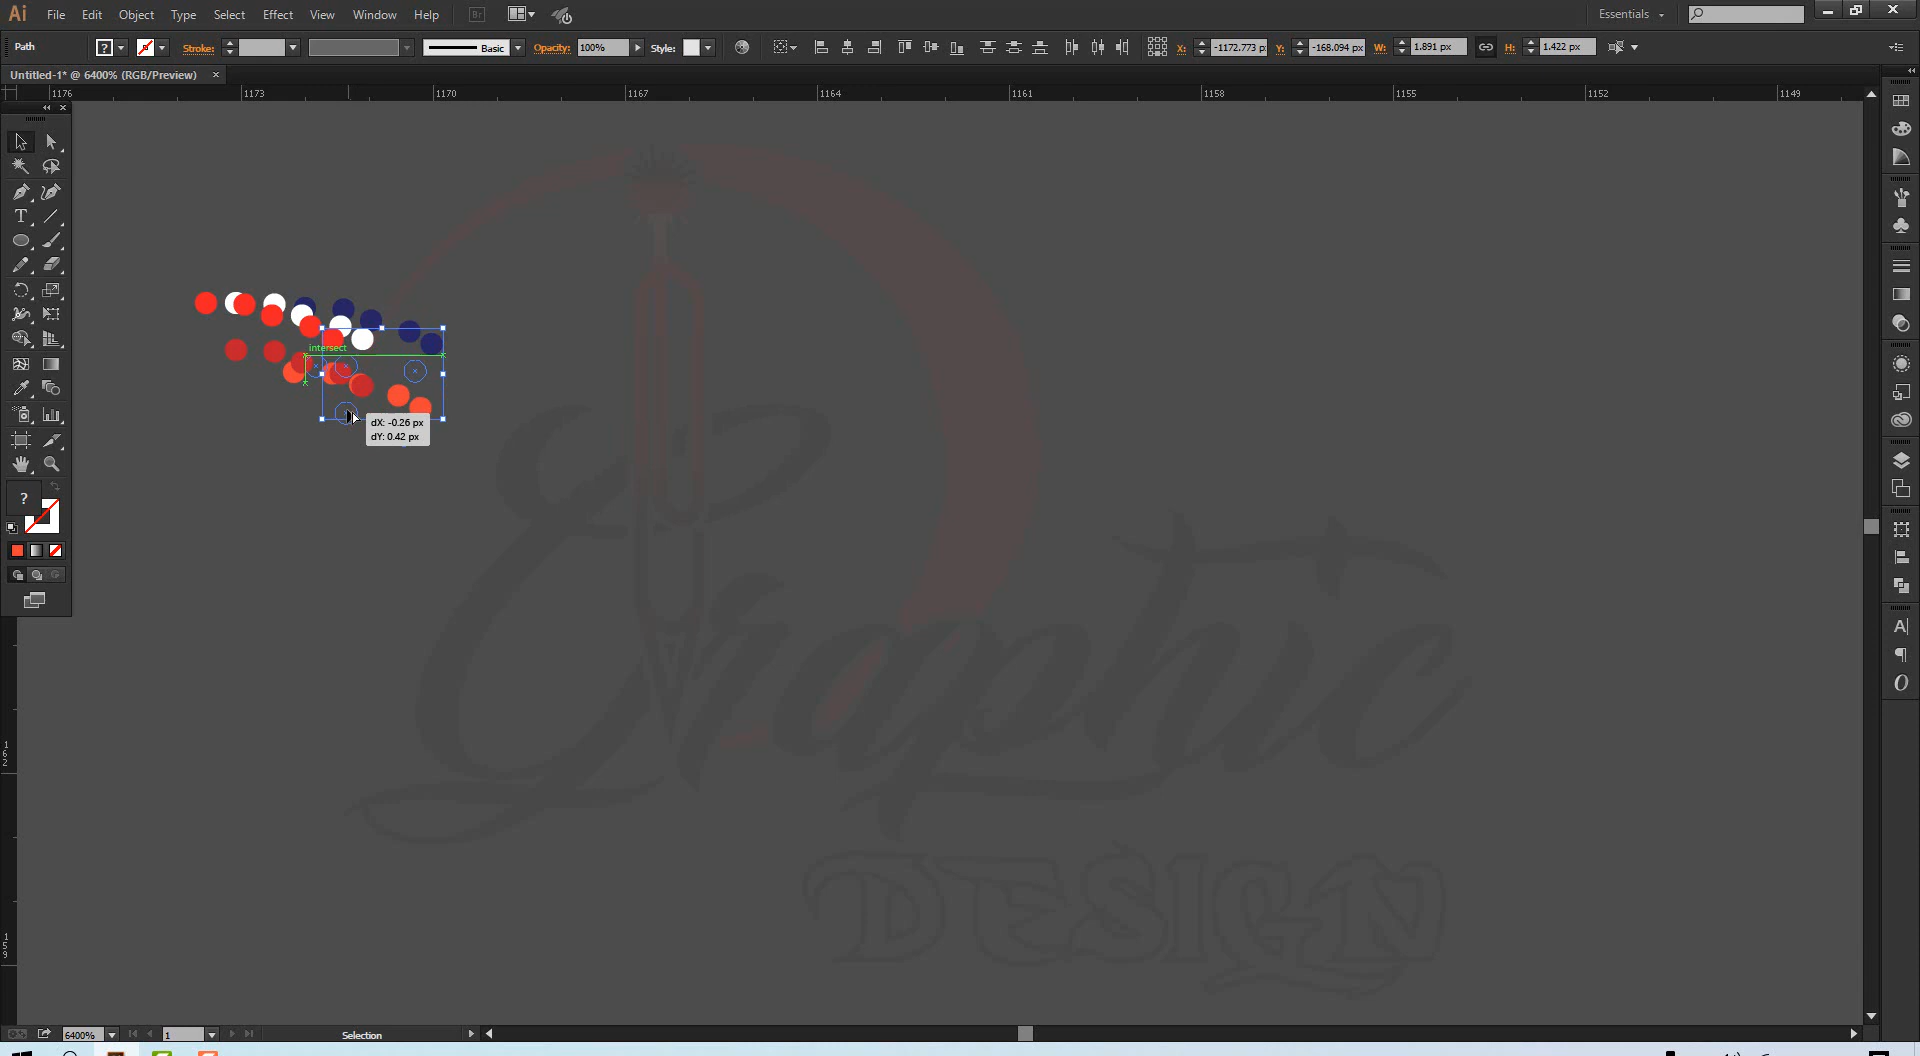 Ai File Edit Object Type Select Effect View Window Help Br Essentials
Path ? Stroke: Basic Opacity: 100% Style: X: -1172.773 p Y: -168.094 px W: 1.891 px H: 1.422 px
Untitled-1* @ 6400% (RGB/Preview) ×
1176 1173 1170 1167 1164 1161 1158 1155 1152 1149
intersect
dX: -0.26 px
dY: 0.42 px
T
?
Graphic
DESIGN
162
159
A
O
6400% 1 Selection